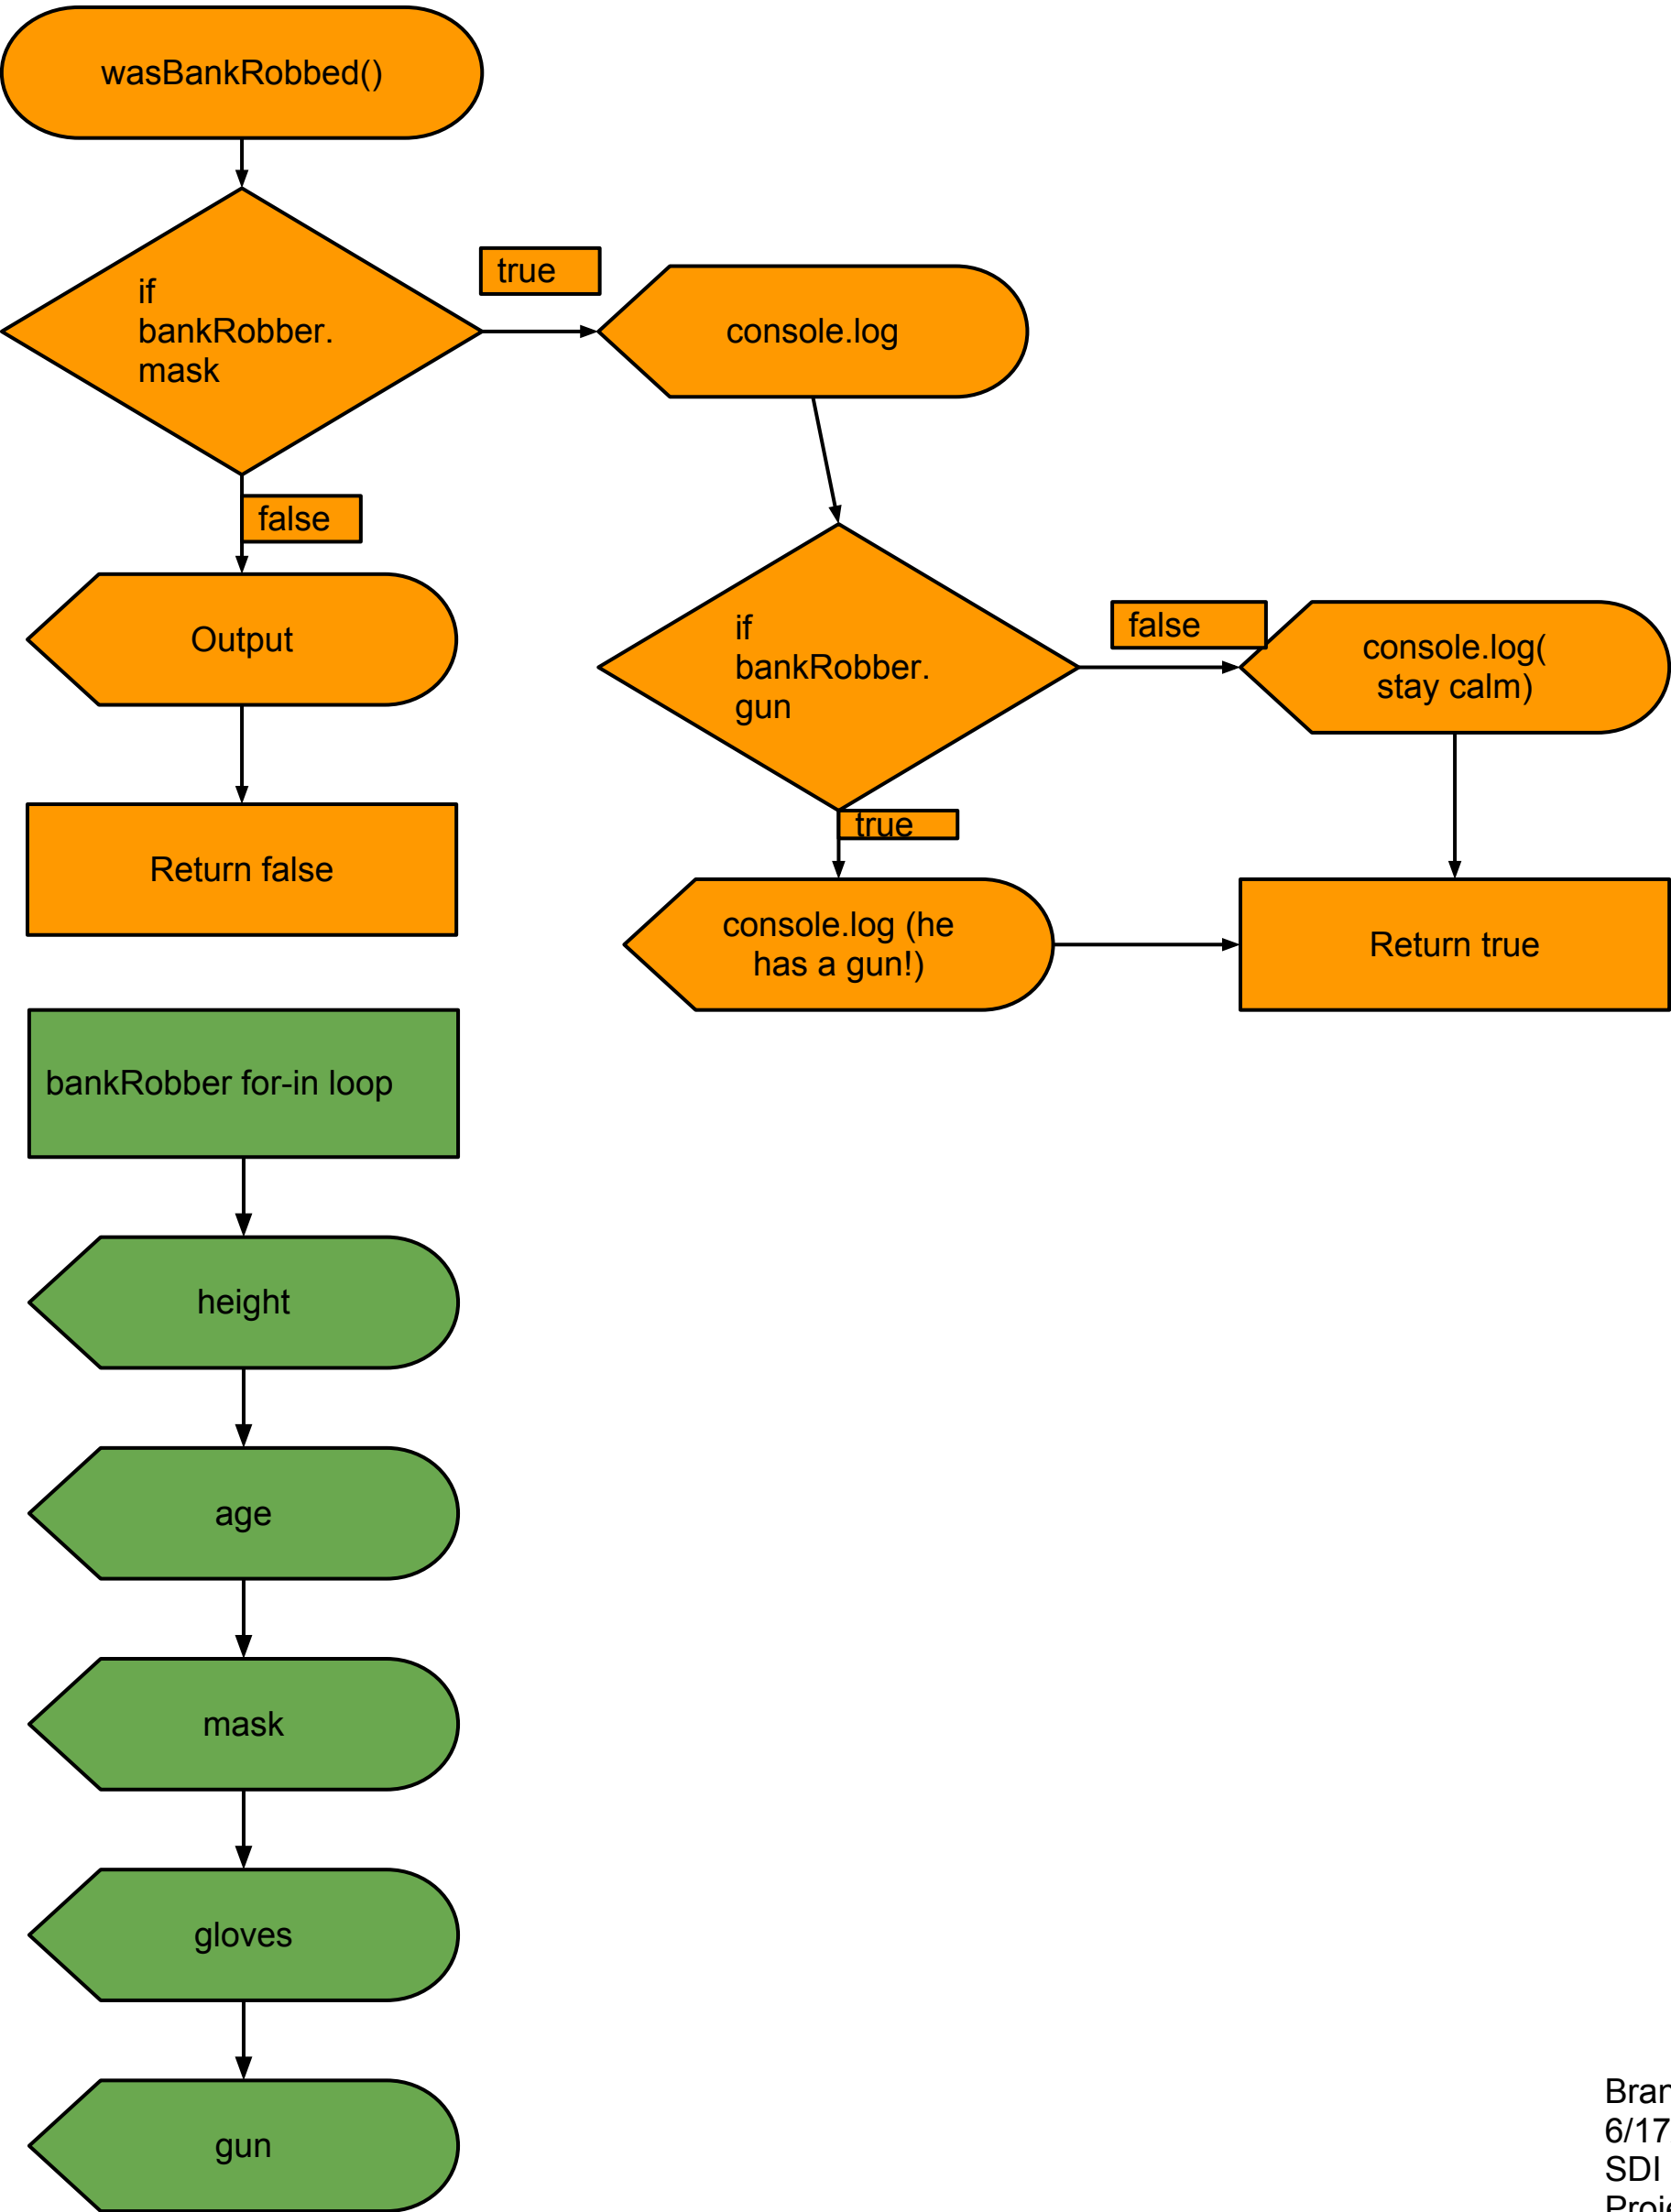 wasBankRobbed()
if
bankRobber.
mask
true
console.log
false
Output
Return false
if
bankRobber.
gun
false
console.log(
stay calm)
true
console.log (he
has a gun!)
Return true
bankRobber for-in loop
height
age
mask
gloves
gun
6/17
SDI